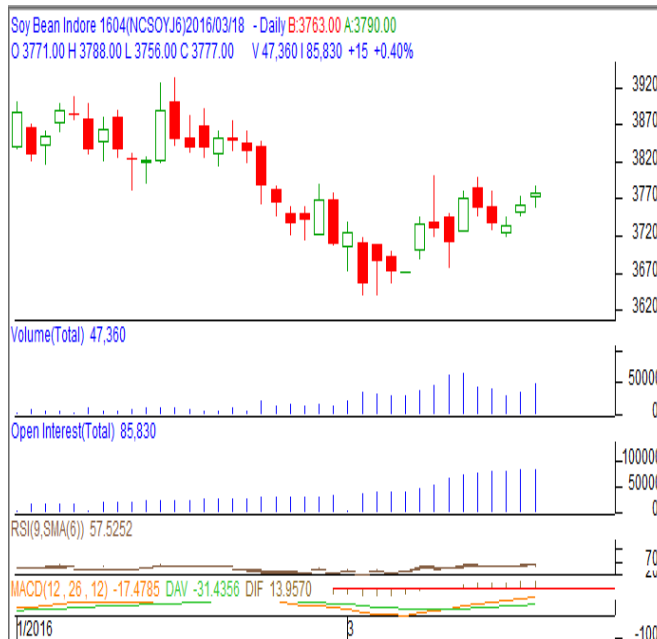 Soy Bean Indore 1604(NCSOYJ6)2016/03/18 - Daily B:3763.00 A:3790.00
O 3771.00 H 3788.00 L 3756.00 C 3777.00 V 47,360 I 85,830 +15 +0.40%
3920
3870
3820
3770
3720
3670
3620
Volume(Total) 47,360
50000
0
Open Interest(Total) 85,830
100000
50000
0
RSI(9,SMA(6)) 57.5252
70
20
MACD(12 , 26 , 12) -17.4785 DAV -31.4356 DIF 13.9570
1/2016 3
-100